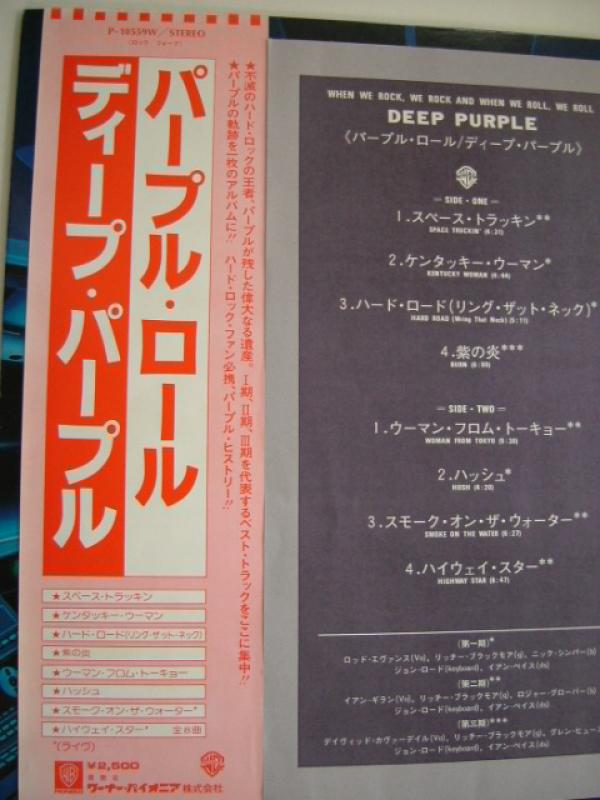 P-10559W/STEREO
(ロック フォーク)
パープル・ロール
ディープ・パープル
★不滅のハード・ロックの王者、パープルが残した偉大なる遺産。Ⅰ期、Ⅱ期、Ⅲ期を代表するベスト・トラックをここに集中!!
★パープルの軌跡を一枚のアルバムに!! ハード・ロック・ファン必携、パープル・ヒストリー!!
★スペース・トラッキン
★ケンタッキー・ウーマン
★ハード・ロード(リング・ザット・ネック)
★紫の炎
★ウーマン・フロム・トーキョー
★ハッシュ
★スモーク・オン・ザ・ウォーター*
★ハイウェイ・スター* 全8曲
*(ライヴ)
¥2,500
ワーナー・パイオニア株式会社
WHEN WE ROCK, WE ROCK AND WHEN WE ROLL, WE ROLL
DEEP PURPLE
《パープル・ロール/ディープ・パープル》
— SIDE・ONE —
1.スペース・トラッキン**
SPACE TRUCKIN' (6:31)
2.ケンタッキー・ウーマン*
KENTUCKY WOMAN (4:44)
3.ハード・ロード(リング・ザット・ネック)*
HARD ROAD (Wring That Neck) (5:11)
4.紫の炎***
BURN (6:00)
— SIDE・TWO —
1.ウーマン・フロム・トーキョー**
WOMAN FROM TOKYO (5:30)
2.ハッシュ*
HUSH (4:20)
3.スモーク・オン・ザ・ウォーター**
SMOKE ON THE WATER (6:27)
4.ハイウェイ・スター**
HIGHWAY STAR (6:47)
(第一期)*
ロッド・エヴァンス(Vo)、リッチー・ブラックモア(g)、ニック・シンパー(b)
ジョン・ロード(keyboard)、イアン・ペイス(ds)
(第二期)**
イアン・ギラン(Vo)、リッチー・ブラックモア(g)、ロジャー・グローバー(b)
ジョン・ロード(keyboard)、イアン・ペイス(ds)
(第三期)***
デイヴィッド・カヴァーデイル(Vo)、リッチー・ブラックモア(g)、グレン・ヒューズ
ジョン・ロード(keyboard)、イアン・ペイス(ds)